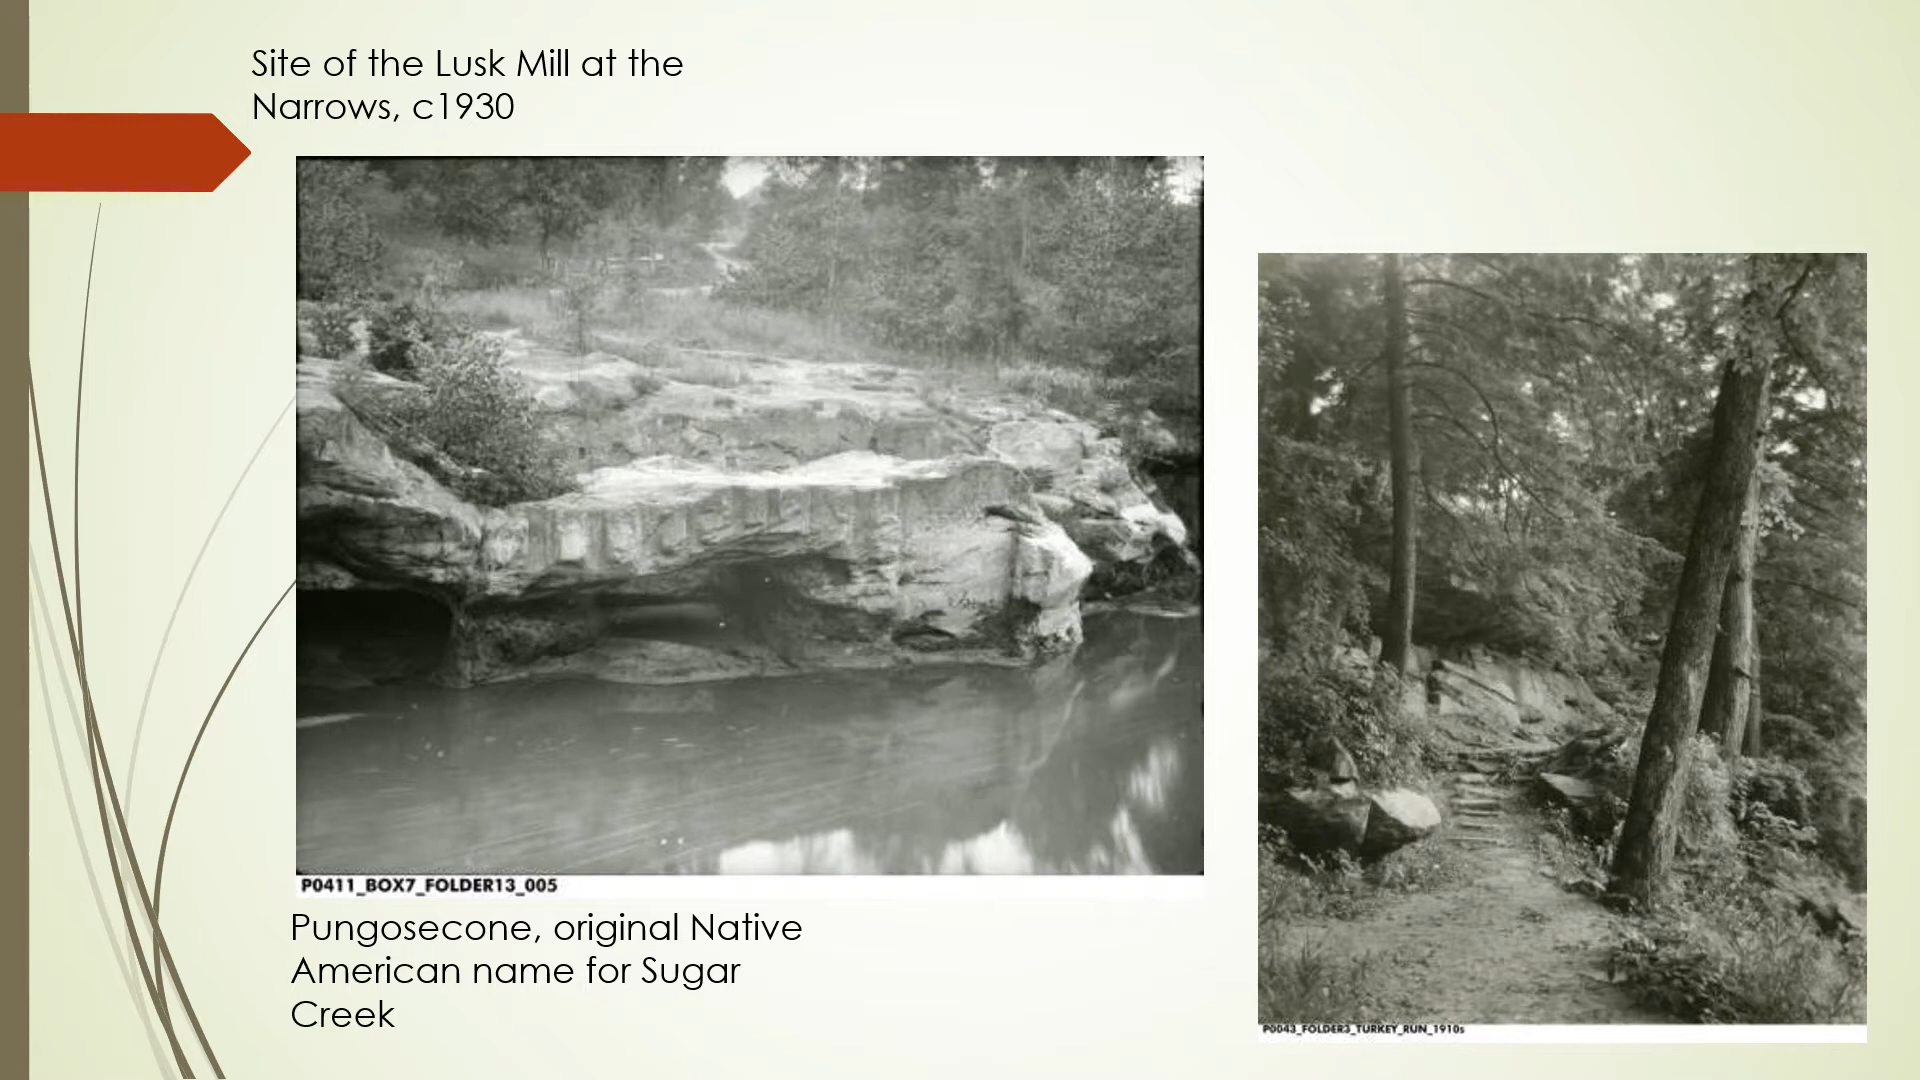 Site of the Lusk Mill at the
Narrows, c1930
P0411_BOX7_FOLDER13_005
Pungosecone, original Native
American name for Sugar
Creek
P0043_FOLDER3_TURKEY_RUN_1910s